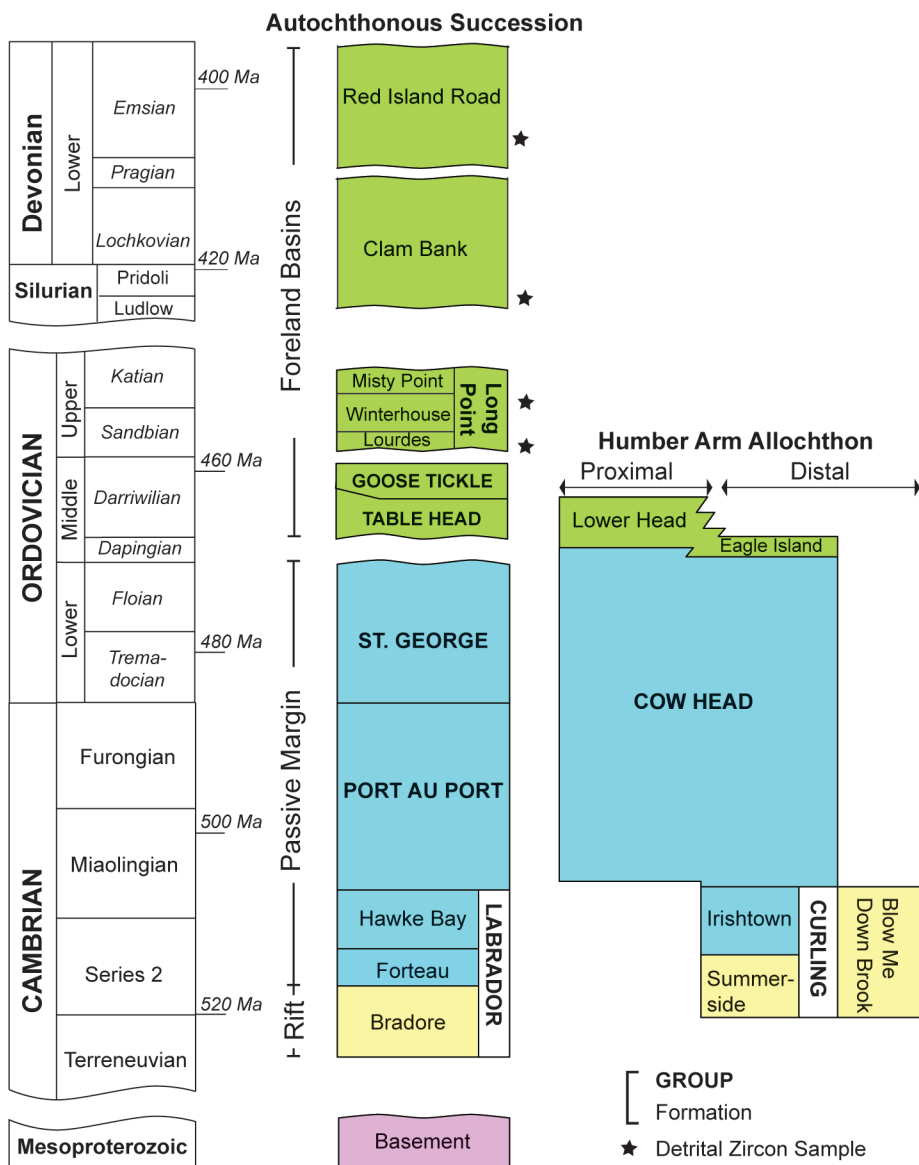 Autochthonous Succession
Devonian
Lower
Emsian
Pragian
Lochkovian
Silurian
Pridoli
Ludlow
ORDOVICIAN
Upper
Katian
Sandbian
Middle
Darriwilian
Dapingian
Lower
Floian
Trema-
docian
CAMBRIAN
Furongian
Miaolingian
Series 2
Terreneuvian
Mesoproterozoic
400 Ma
420 Ma
460 Ma
480 Ma
500 Ma
520 Ma
Foreland Basins
Passive Margin
Rift
Red Island Road
Clam Bank
Misty Point
Winterhouse
Lourdes
Long
Point
GOOSE TICKLE
TABLE HEAD
ST. GEORGE
PORT AU PORT
Hawke Bay
Forteau
Bradore
LABRADOR
Basement
Humber Arm Allochthon
Proximal
Distal
Lower Head
Eagle Island
COW HEAD
Irishtown
Summer-
side
CURLING
Blow Me
Down Brook
GROUP
Formation
★ Detrital Zircon Sample